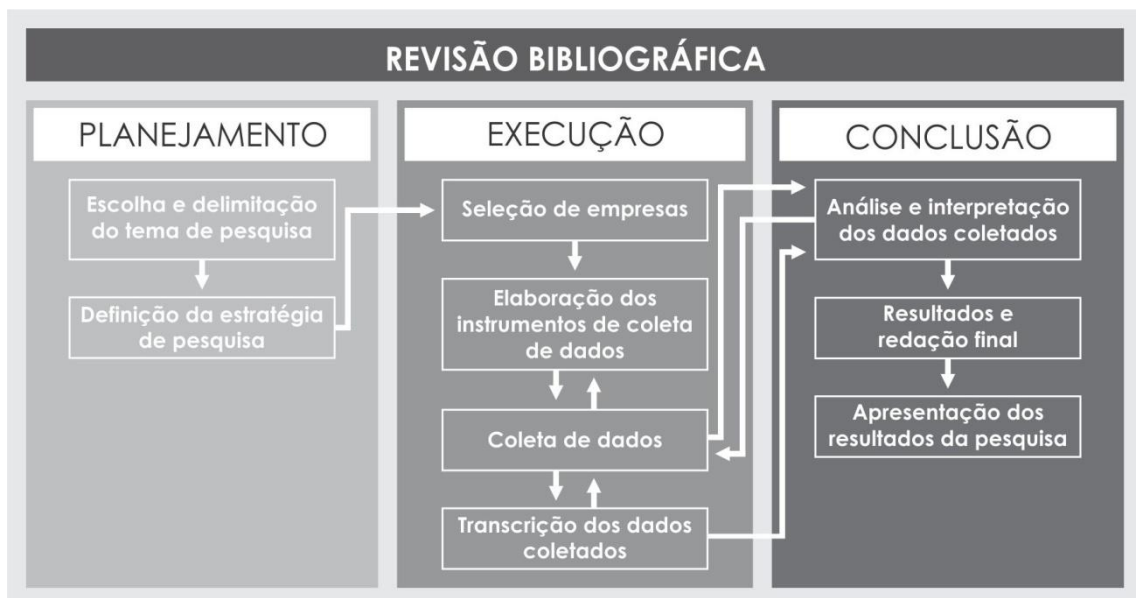 REVISÃO BIBLIOGRÁFICA
PLANEJAMENTO
Escolha e delimitação
do tema de pesquisa
Definição da estratégia
de pesquisa
EXECUÇÃO
Seleção de empresas
Elaboração dos
instrumentos de coleta
de dados
Coleta de dados
Transcrição dos dados
coletados
CONCLUSÃO
Análise e interpretação
dos dados coletados
Resultados e
redação final
Apresentação dos
resultados da pesquisa